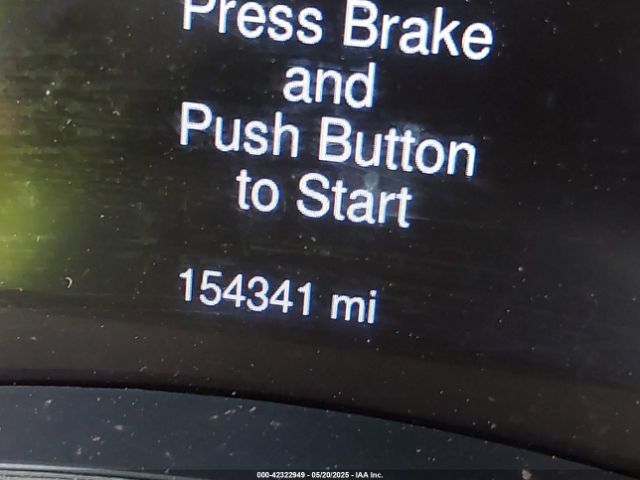 Press Brake
and
Push Button
to Start
154341 mi
000-42322949 - 05/20/2025 - IAA Inc.